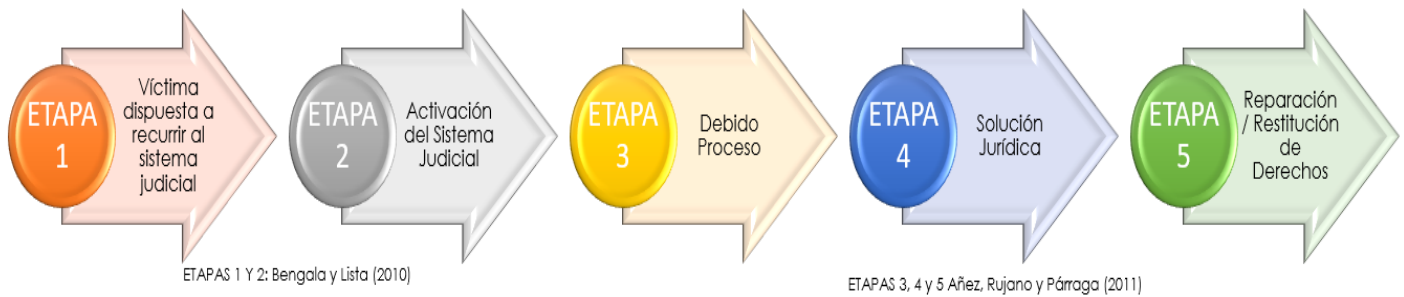 ETAPA
1
Víctima
dispuesta a
recurrir al
sistema
judicial
ETAPA
2
Activación
del Sistema
Judicial
ETAPA
3
Debido
Proceso
ETAPA
4
Solución
Jurídica
ETAPA
5
Reparación
/ Restitución
de
Derechos
ETAPAS 1 Y 2: Bengala y Lista (2010)
ETAPAS 3, 4 y 5 Añez, Rujano y Párraga (2011)